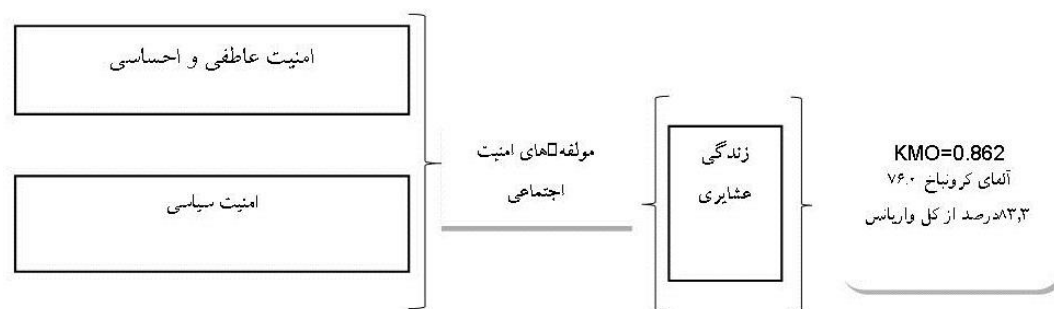 امنیت عاطفی و احساسی
امنیت سیاسی
مولفه□های امنیت
اجتماعی
زندگی
عشایری
KMO=0.862
آلفای کرونباخ ۷۶.۰
۸۳,۳درصد از کل واریانس